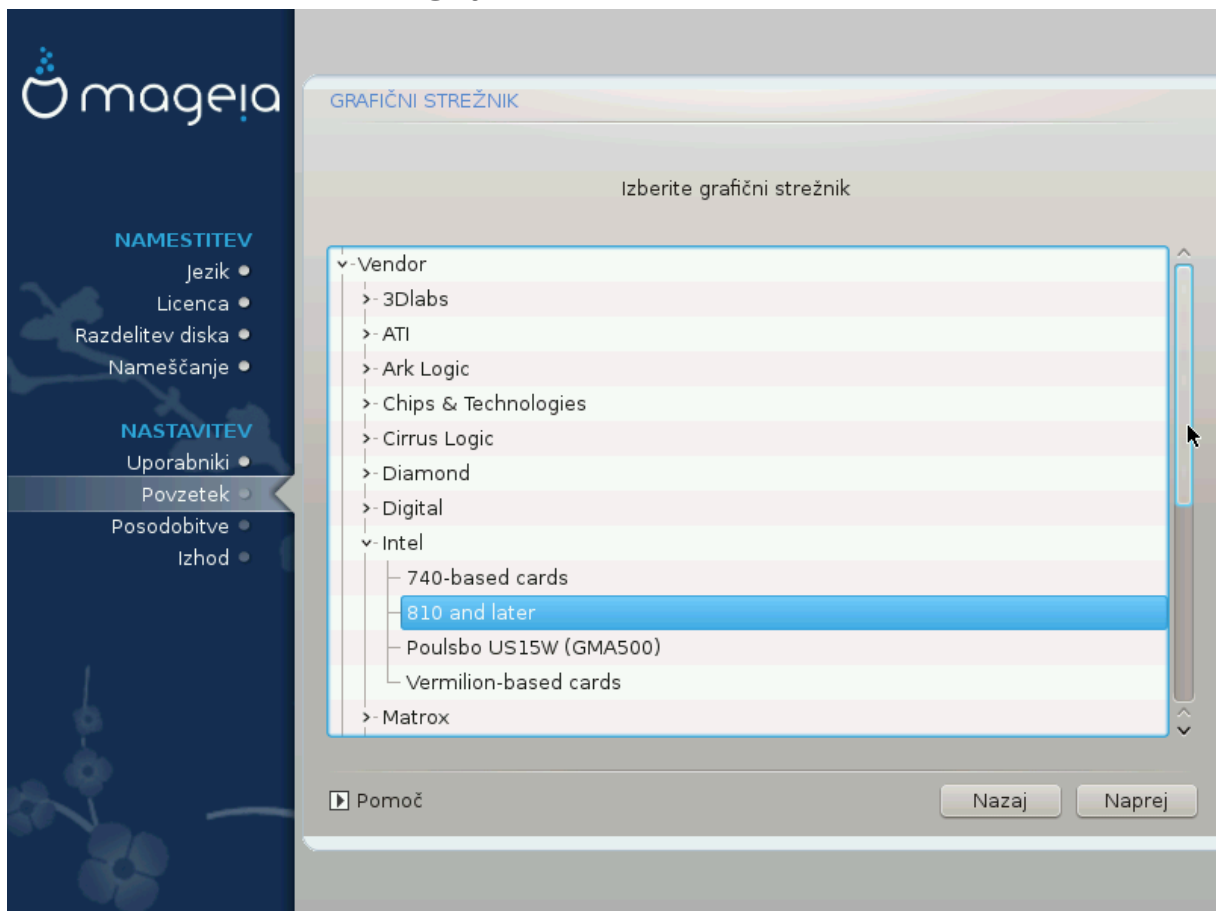 mageia
NAMESTITEV
Jezik
Licenca
Razdelitev diska
Nameščanje
NASTAVITEV
Uporabniki
Povzetek
Posodobitve
Izhod
GRAFIČNI STREŽNIK
Izberite grafični strežnik
Vendor
3Dlabs
ATI
Ark Logic
Chips & Technologies
Cirrus Logic
Diamond
Digital
Intel
740-based cards
810 and later
Poulsbo US15W (GMA500)
Vermilion-based cards
Matrox
Pomoč
Nazaj
Naprej